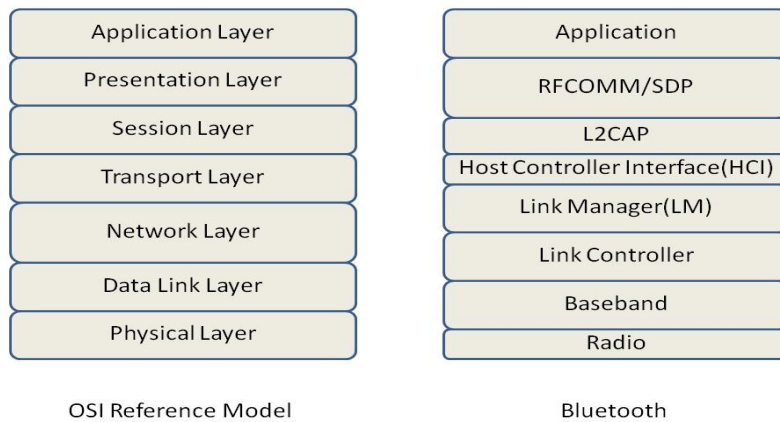 Application Layer
Presentation Layer
Session Layer
Transport Layer
Network Layer
Data Link Layer
Physical Layer
OSI Reference Model
Application
RFCOMM/SDP
L2CAP
Host Controller Interface(HCI)
Link Manager(LM)
Link Controller
Baseband
Radio
Bluetooth